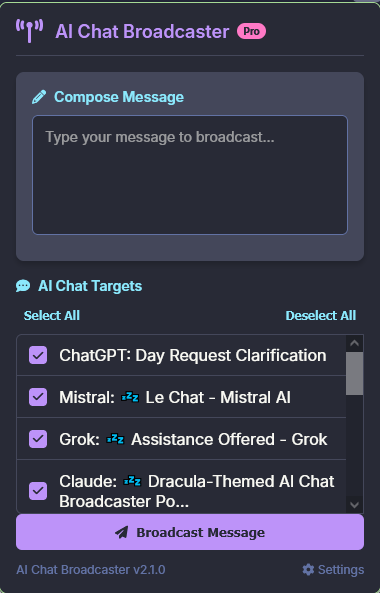 AI Chat Broadcaster Pro
Compose Message
Type your message to broadcast...
AI Chat Targets
Select All Deselect All
ChatGPT: Day Request Clarification
Mistral: 💤 Le Chat - Mistral AI
Grok: 💤 Assistance Offered - Grok
Claude: 💤 Dracula-Themed AI Chat
Broadcaster Po...
Broadcast Message
AI Chat Broadcaster v2.1.0 Settings